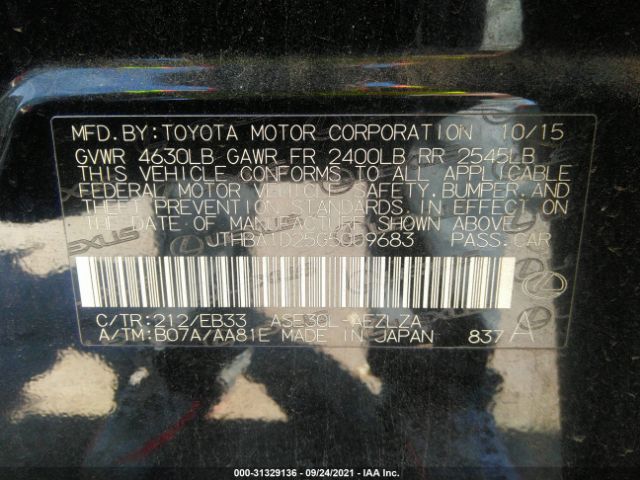 MFD.BY:TOYOTA MOTOR CORPORATION 10/15
GVWR 4630LB GAWR FR 2400LB RR 2545LB
THIS VEHICLE CONFORMS TO ALL APPLICABLE
FEDERAL MOTOR VEHICLE SAFETY, BUMPER, AND
THEFT PREVENTION STANDARDS IN EFFECT ON
THE DATE OF MANUFACTURE SHOWN ABOVE.
JTHBA1D25G5009683 PASS.CAR
C/TR:212/EB33 ASE30L-AEZLZA
A/TM:B07A/AA81E MADE IN JAPAN 837 A
000-31329136 - 09/24/2021 - IAA Inc.